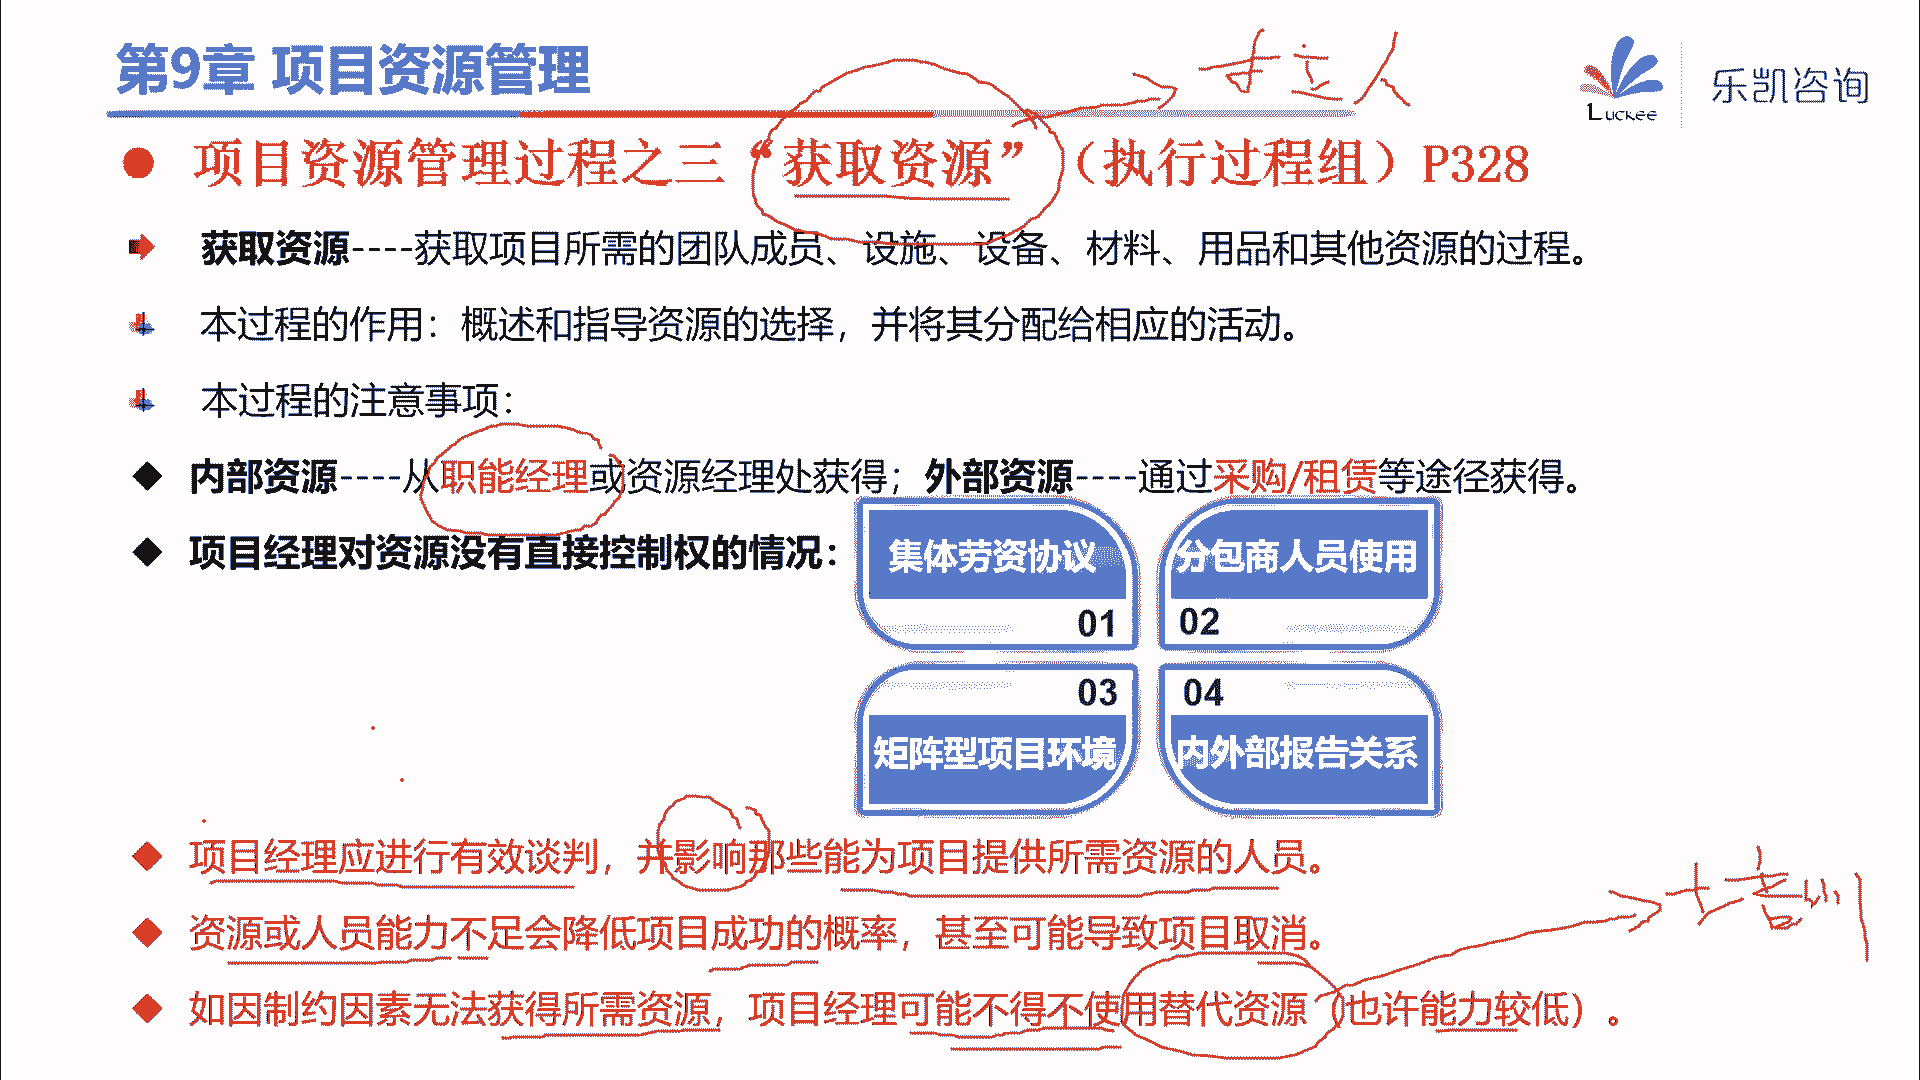 第9章 项目资源管理
才立人
Luckee
乐凯咨询
项目资源管理过程之三“获取资源”（执行过程组）P328
获取资源----获取项目所需的团队成员、设施、设备、材料、用品和其他资源的过程。
本过程的作用：概述和指导资源的选择，并将其分配给相应的活动。
本过程的注意事项：
内部资源----从职能经理或资源经理处获得；外部资源----通过采购/租赁等途径获得。
项目经理对资源没有直接控制权的情况：
集体劳资协议
01
分包商人员使用
02
03
矩阵型项目环境
04
内外部报告关系
项目经理应进行有效谈判，并影响那些能为项目提供所需资源的人员。
资源或人员能力不足会降低项目成功的概率，甚至可能导致项目取消。
如因制约因素无法获得所需资源，项目经理可能不得不使用替代资源（也许能力较低）。
培训